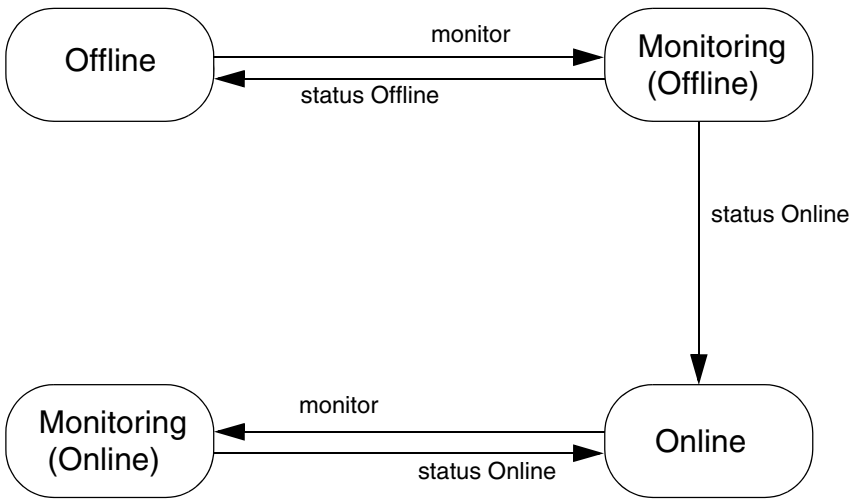 Offline
monitor
Monitoring
(Offline)
status Offline
status Online
Monitoring
(Online)
monitor
Online
status Online